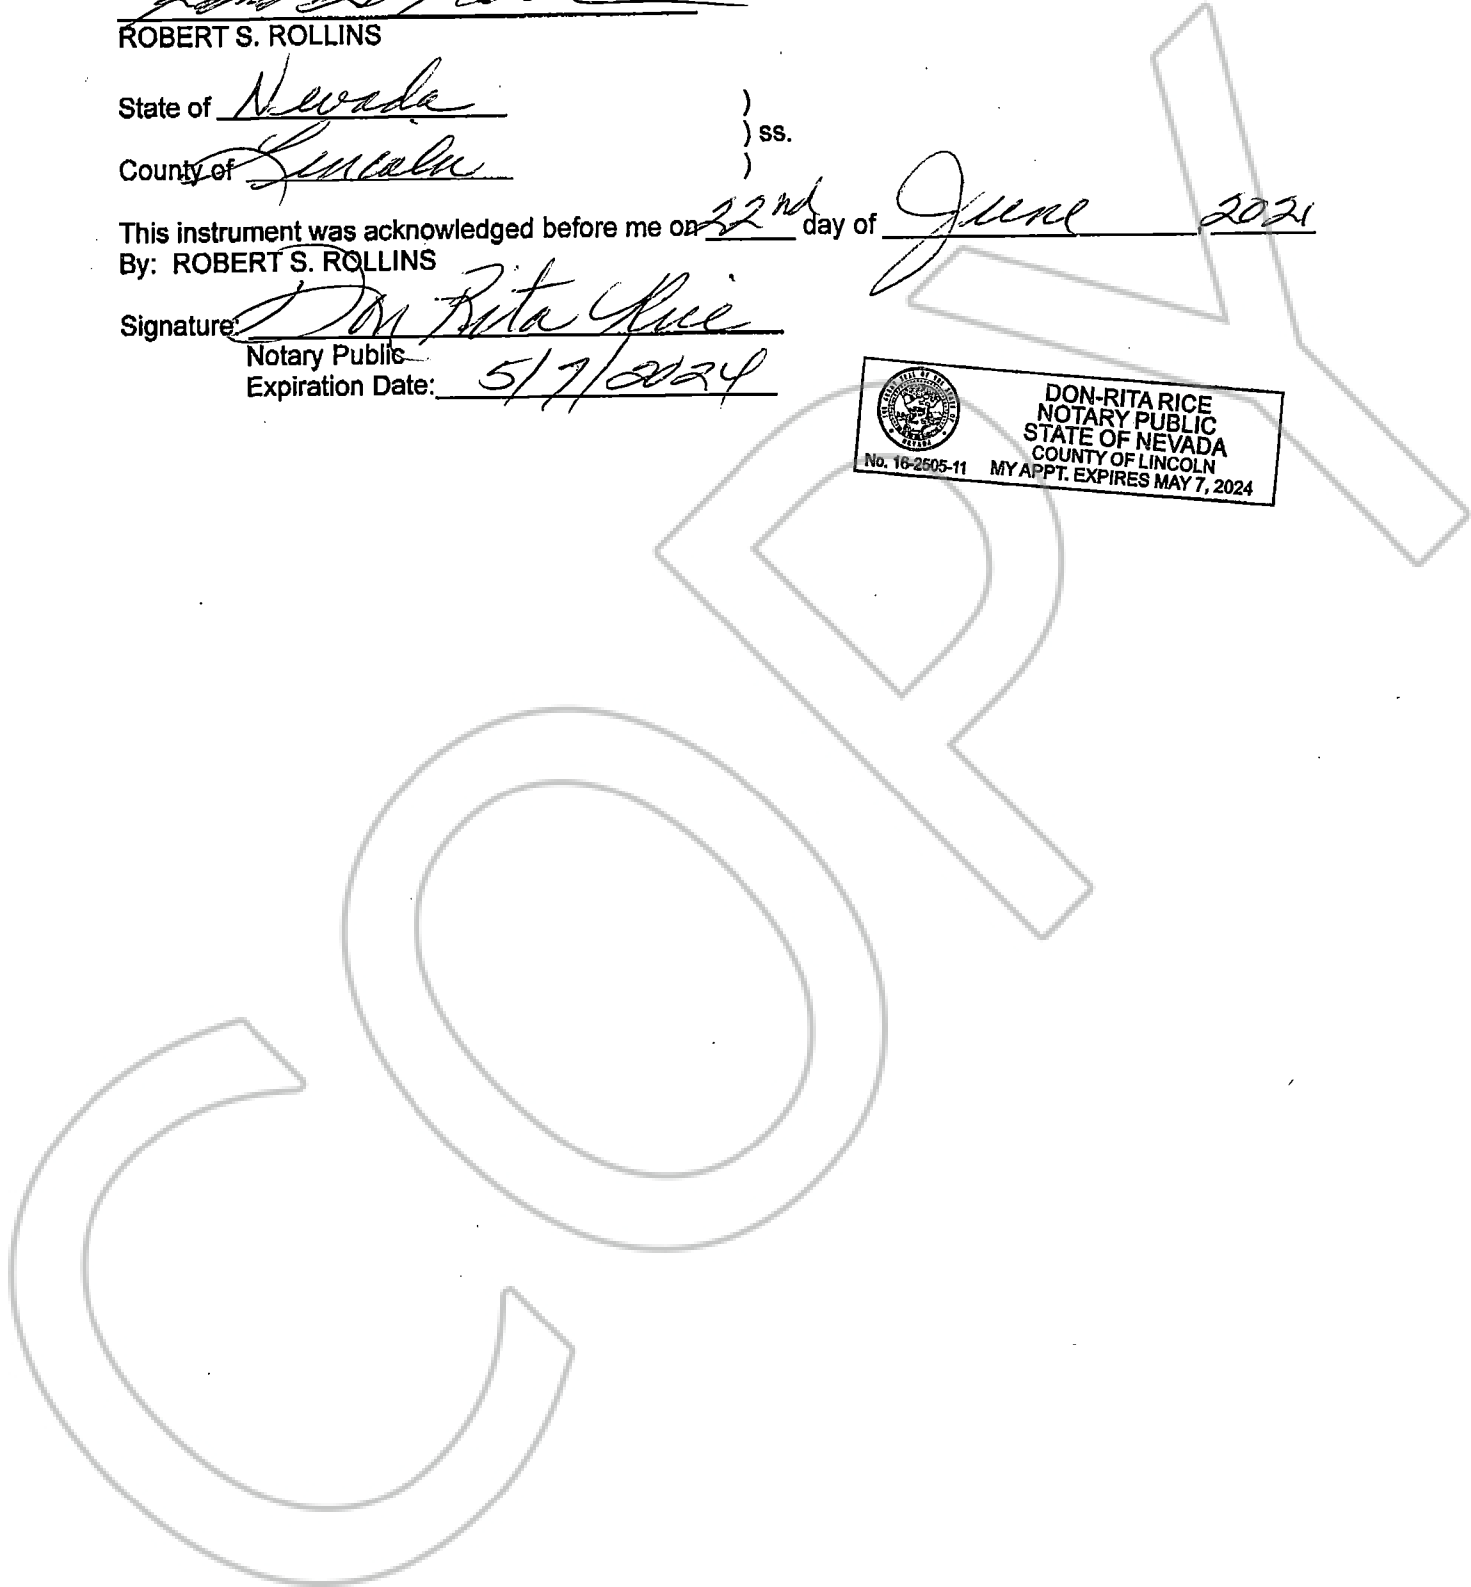 ROBERT S. ROLLINS
State of Nevada )
) ss.
County of Lincoln )
This instrument was acknowledged before me on 22nd day of June, 2021
By: ROBERT S. ROLLINS
Signature: Don Rita Rice
Notary Public
Expiration Date: 5/7/2024
DON-RITA RICE
NOTARY PUBLIC
STATE OF NEVADA
COUNTY OF LINCOLN
No. 16-2505-11 MY APPT. EXPIRES MAY 7, 2024
COPY